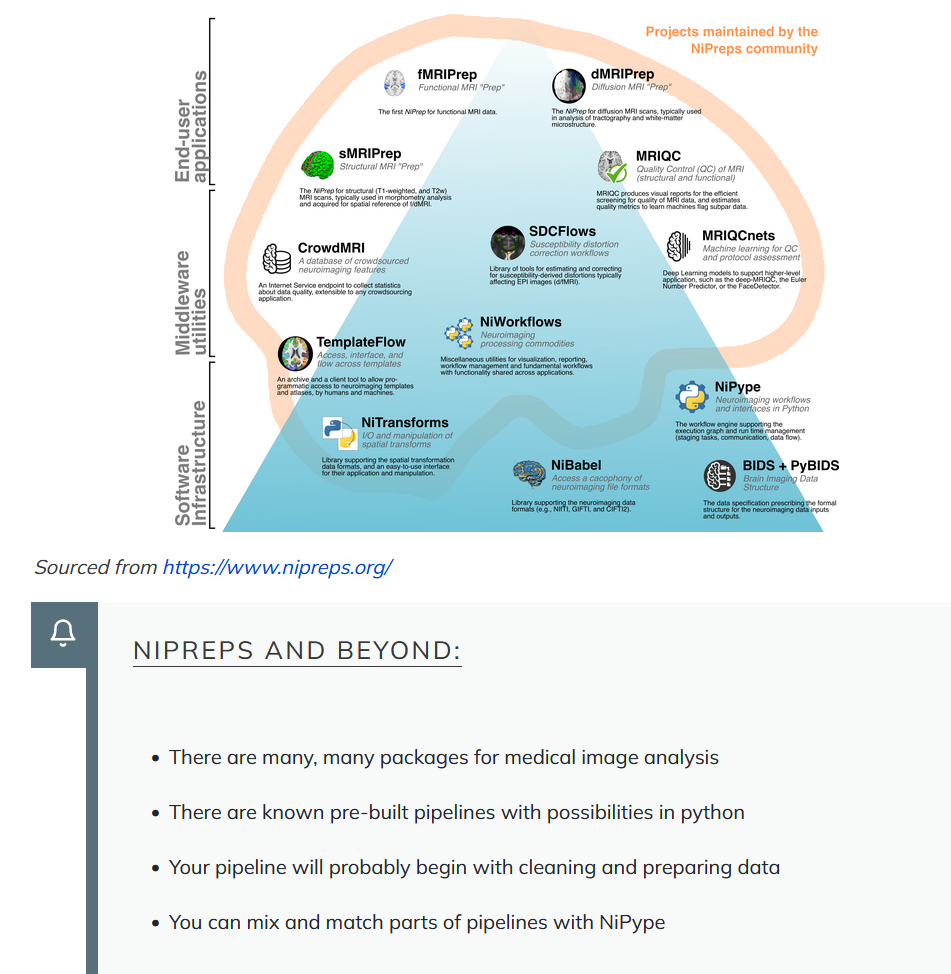 Projects maintained by the
NiPreps community
End-user
applications
fMRIPrep
Functional MRI "Prep"
The first NiPrep for functional MRI data.
dMRIPrep
Diffusion MRI "Prep"
The NiPrep for diffusion MRI scans, typically used
in analysis of tractography and white-matter
microstructure.
sMRIPrep
Structural MRI "Prep"
The NiPrep for structural (T1-weighted, and T2w)
MRI scans, typically used in morphometry analysis
and acquired for spatial reference of f/dMRI.
MRIQC
Quality Control (QC) of MRI
(structural and functional)
MRIQC produces visual reports for the efficient
screening for quality of MRI data, and estimates
quality metrics to learn machines flag subpar data.
Middleware
utilities
CrowdMRI
A database of crowdsourced
neuroimaging features
An Internet Service endpoint to collect statistics
about data quality, extensible to any crowdsourcing
application.
SDCFlows
Susceptibility distortion
correction workflows
Library of tools for estimating and correcting
for susceptibility-derived distortions typically
affecting EPI images (d/fMRI).
MRIQCnets
Machine learning for QC
and protocol assessment
Deep Learning models to support higher-level
application, such as the deep-MRIQC, the Euler
Number Predictor, or the FaceDetector.
TemplateFlow
Access, interface, and
flow across templates
An archive and a client tool to allow pro-
grammatic access to neuroimaging templates
and atlases, by humans and machines.
NiWorkflows
Neuroimaging
processing commodities
Miscellaneous utilities for visualization, reporting,
workflow management and fundamental workflows
with functionality shared across applications.
Software
Infrastructure
NiPype
Neuroimaging workflows
and interfaces in Python
The workflow engine supporting the
execution graph and run time management
(staging tasks, communication, data flow).
NiTransforms
I/O and manipulation of
spatial transforms
Library supporting the spatial transformation
data formats, and an easy-to-use interface
for their application and manipulation.
NiBabel
Access a cacophony of
neuroimaging file formats
Library supporting the neuroimaging data
formats (e.g., NIfTI, GIFTI, and CIFTI2).
BIDS + PyBIDS
Brain Imaging Data
Structure
The data specification prescribing the formal
structure for the neuroimaging data inputs
and outputs.
Sourced from https://www.nipreps.org/
NIPREPS AND BEYOND:
• There are many, many packages for medical image analysis
• There are known pre-built pipelines with possibilities in python
• Your pipeline will probably begin with cleaning and preparing data
• You can mix and match parts of pipelines with NiPype